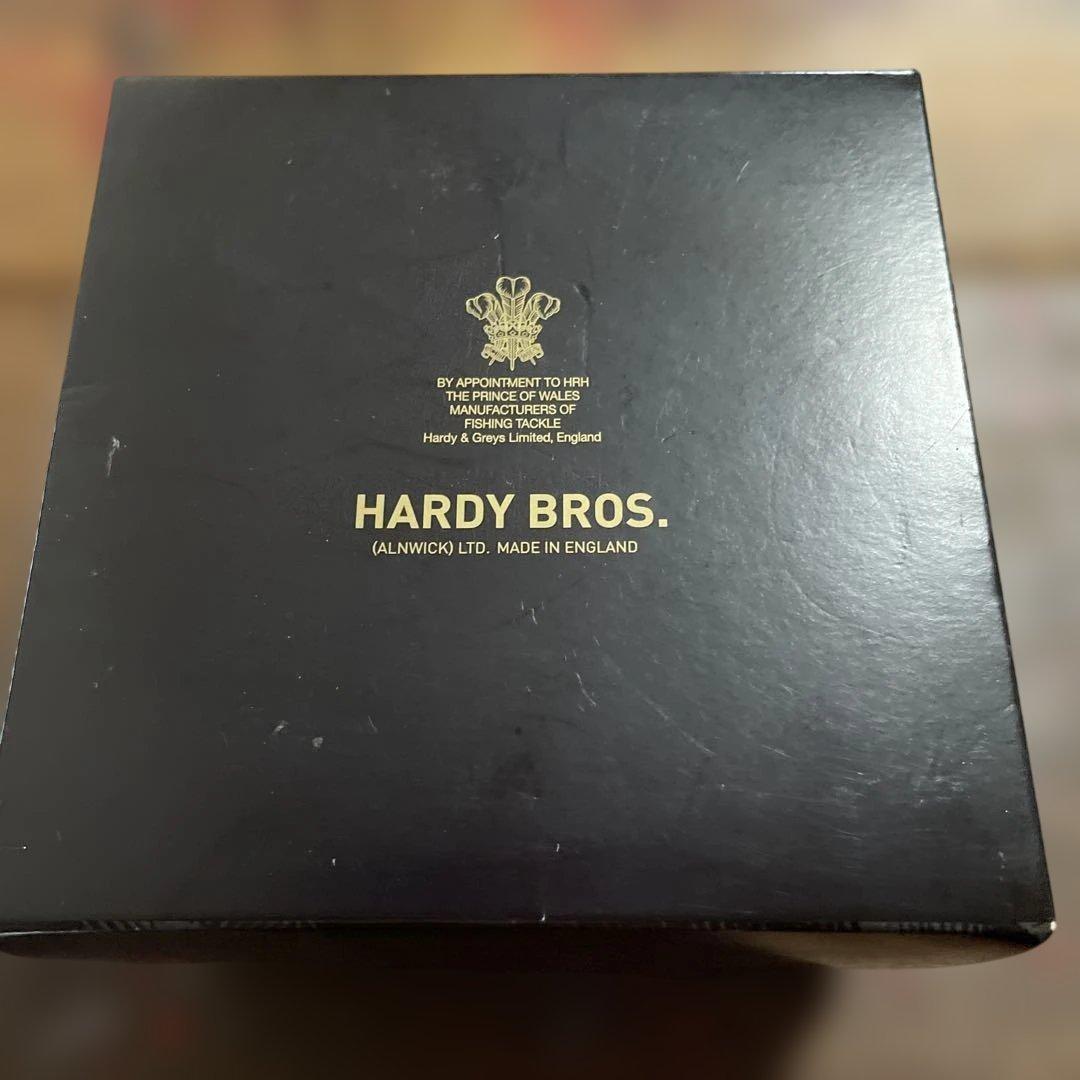 BY APPOINTMENT TO HRH
THE PRINCE OF WALES
MANUFACTURERS OF
FISHING TACKLE
Hardy & Greys Limited, England
HARDY BROS.
(ALNWICK) LTD. MADE IN ENGLAND